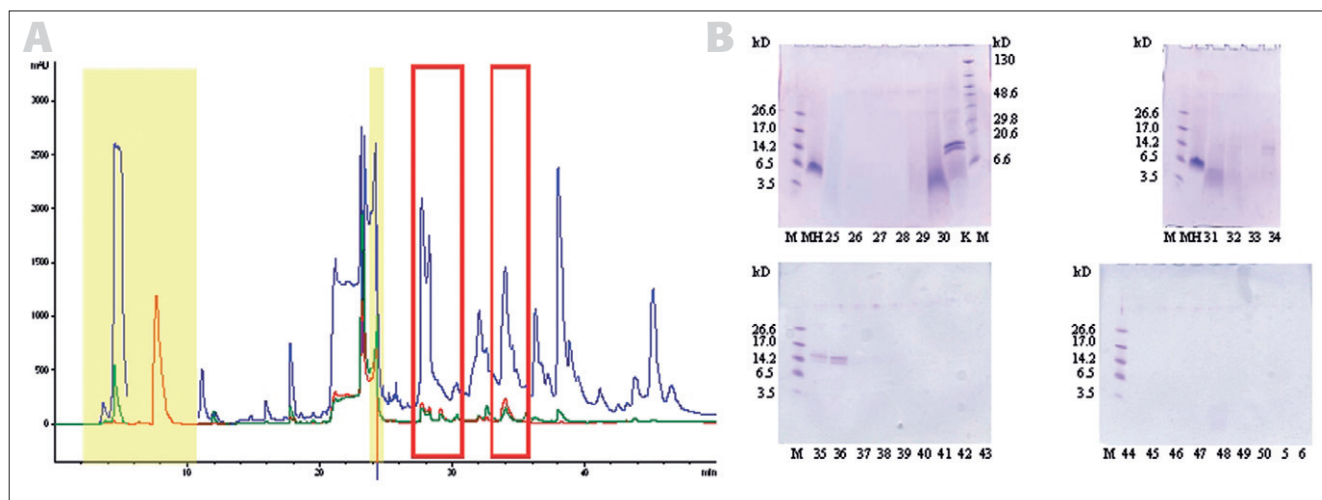 A
mAU
3000
2500
2000
1500
1000
500
0
10
20
30
40
min
B
kD
26.6
17.0
14.2
6.5
3.5
kD
130
48.6
29.8
20.6
6.6
M MH 25 26 27 28 29 30 K M
kD
26.6
17.0
14.2
6.5
3.5
M MH 31 32 33 34
kD
26.6
17.0
14.2
6.5
3.5
M 35 36 37 38 39 40 41 42 43
kD
26.6
17.0
14.2
6.5
3.5
M 44 45 46 47 48 49 50 5 6